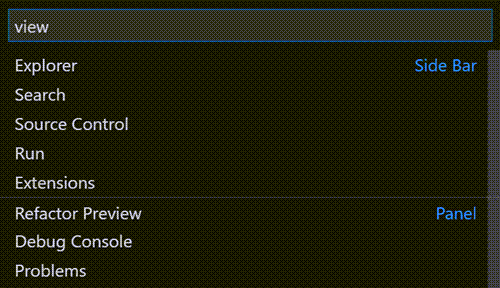 view
Explorer Side Bar
Search
Source Control
Run
Extensions
Refactor Preview Panel
Debug Console
Problems